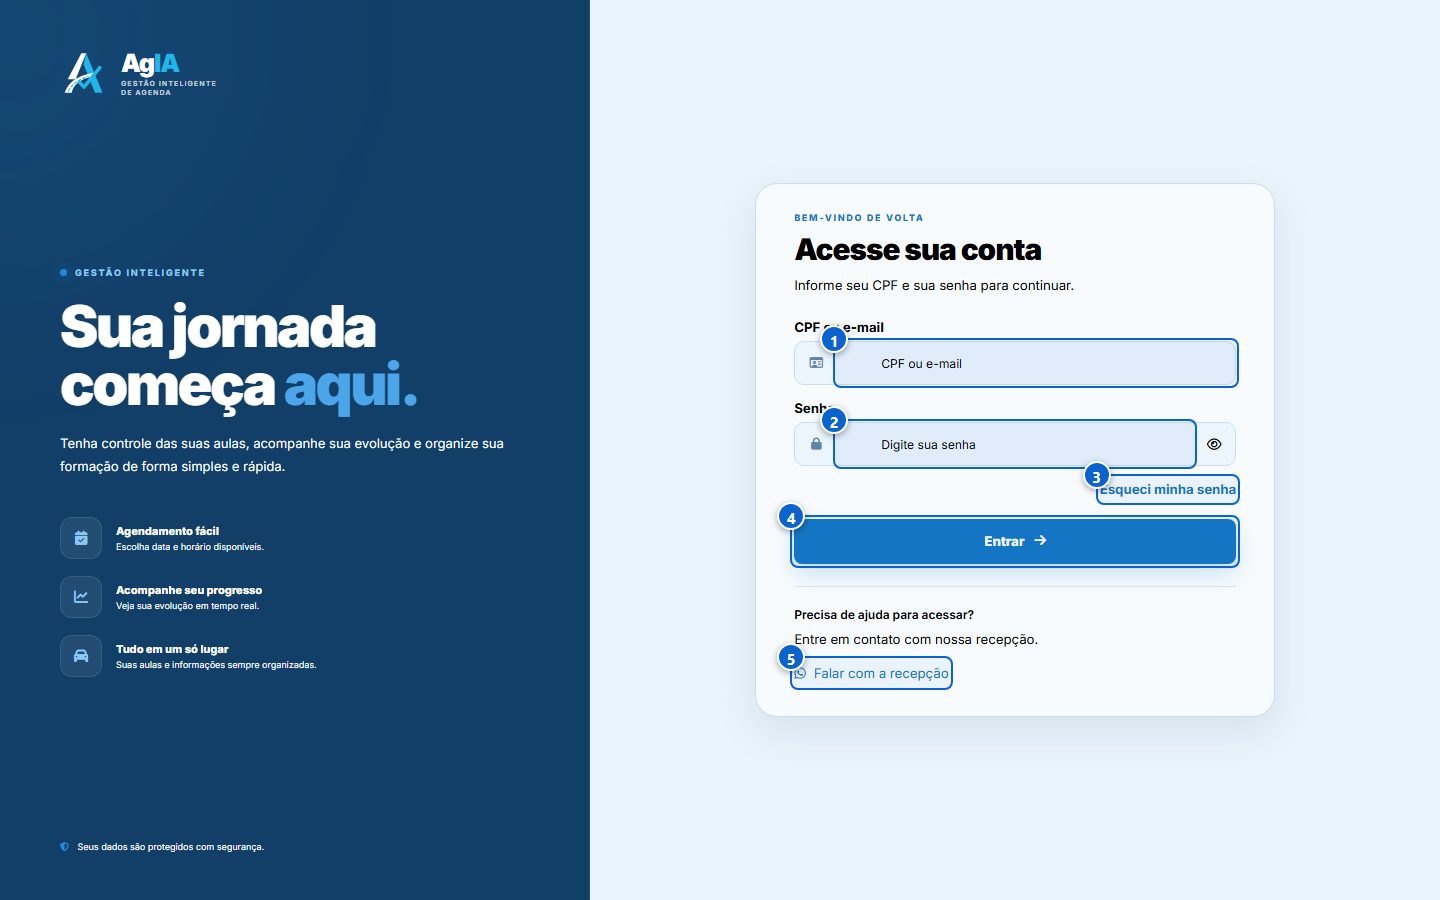 AgIA
GESTÃO INTELIGENTE
DE AGENDA
GESTÃO INTELIGENTE
Sua jornada
começa aqui.
Tenha controle das suas aulas, acompanhe sua evolução e organize sua
formação de forma simples e rápida.
Agendamento fácil
Escolha data e horário disponíveis.
Acompanhe seu progresso
Veja sua evolução em tempo real.
Tudo em um só lugar
Suas aulas e informações sempre organizadas.
Seus dados são protegidos com segurança.
BEM-VINDO DE VOLTA
Acesse sua conta
Informe seu CPF e sua senha para continuar.
CPF ou e-mail
1
CPF ou e-mail
Senha
2
Digite sua senha
3
Esqueci minha senha
4
Entrar
Precisa de ajuda para acessar?
Entre em contato com nossa recepção.
5
Falar com a recepção